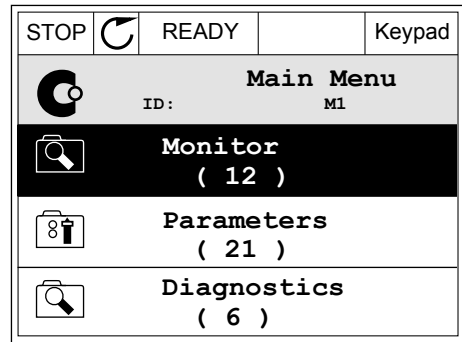 STOP READY Keypad
Main Menu
ID: M1
Monitor
( 12 )
Parameters
( 21 )
Diagnostics
( 6 )